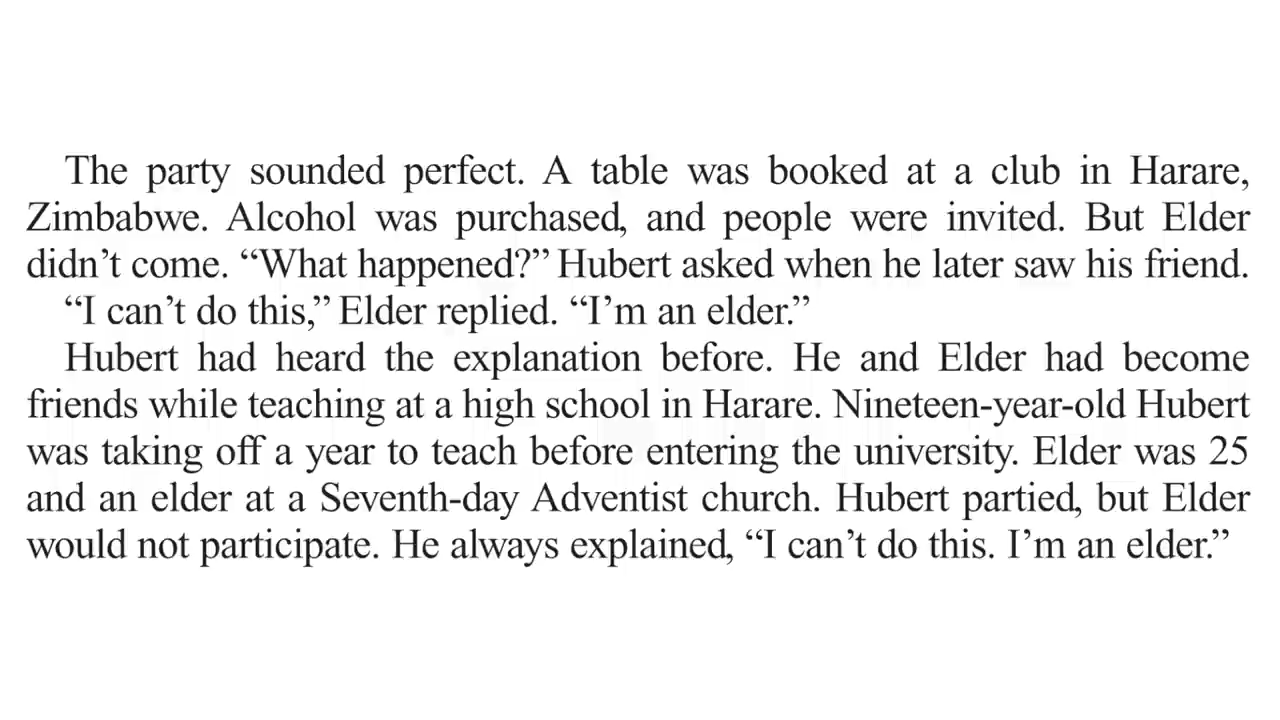 The party sounded perfect. A table was booked at a club in Harare,
Zimbabwe. Alcohol was purchased, and people were invited. But Elder
didn’t come. “What happened?” Hubert asked when he later saw his friend.
“I can’t do this,” Elder replied. “I’m an elder.”
Hubert had heard the explanation before. He and Elder had become
friends while teaching at a high school in Harare. Nineteen-year-old Hubert
was taking off a year to teach before entering the university. Elder was 25
and an elder at a Seventh-day Adventist church. Hubert partied, but Elder
would not participate. He always explained, “I can’t do this. I’m an elder.”